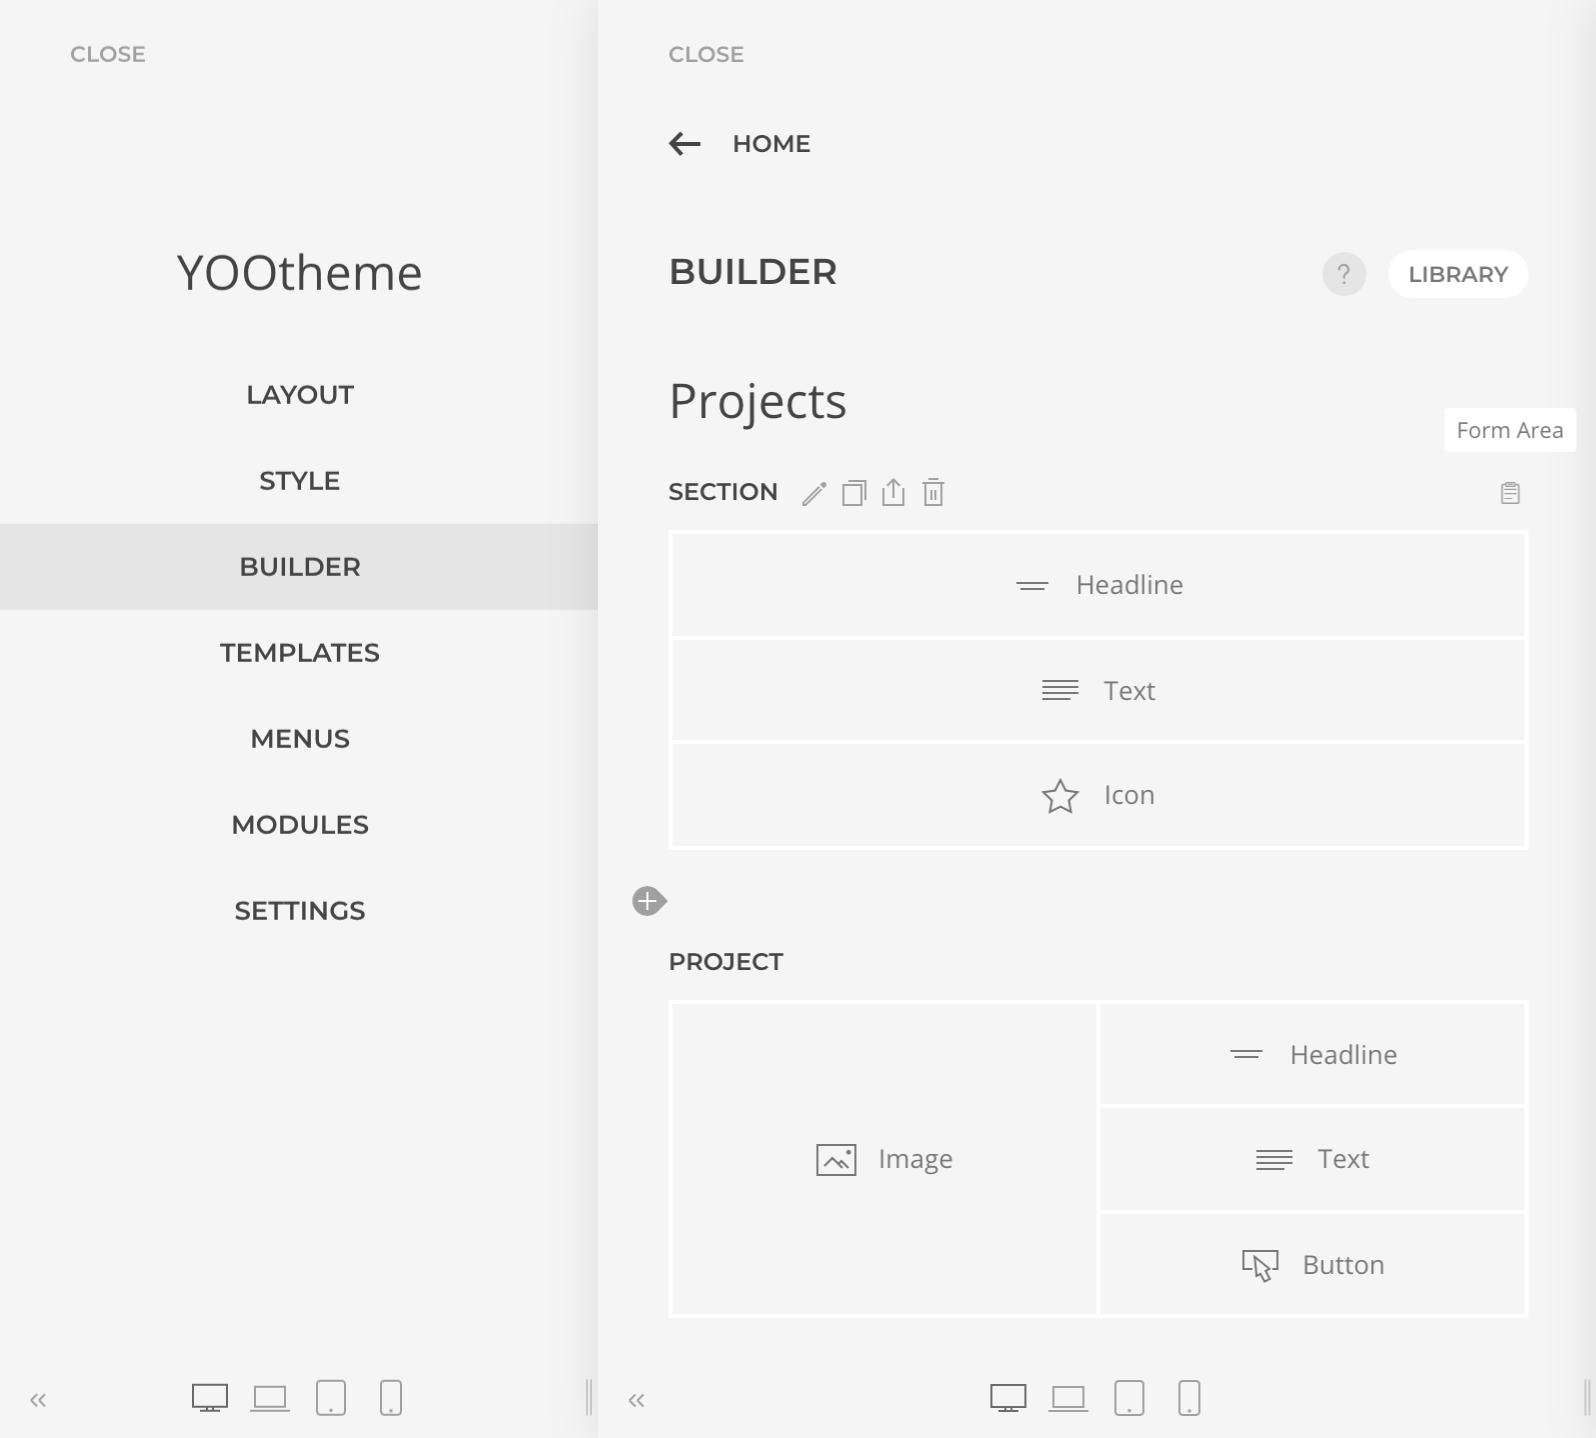 CLOSE
YOOtheme
LAYOUT
STYLE
BUILDER
TEMPLATES
MENUS
MODULES
SETTINGS
CLOSE
HOME
BUILDER
?
LIBRARY
Projects
Form Area
SECTION
Headline
Text
Icon
PROJECT
Image
Headline
Text
Button